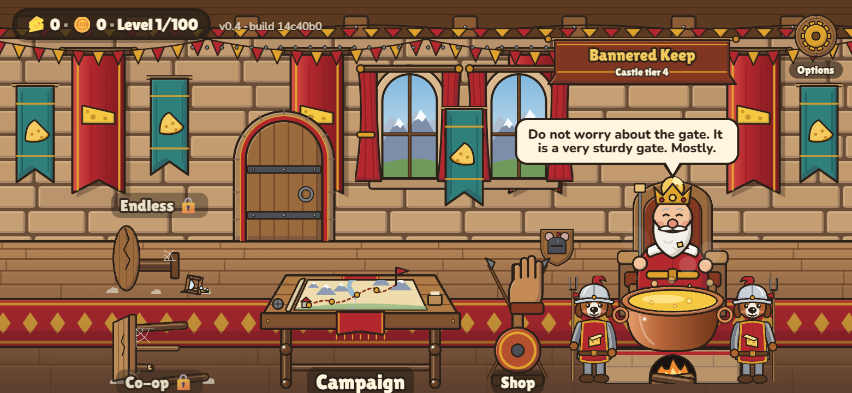 0 · 0 · Level 1/100
v0.4 - build 14c40b0
Bannered Keep
Castle tier 4
Options
Do not worry about the gate. It
is a very sturdy gate. Mostly.
Endless
Co-op
Campaign
Shop